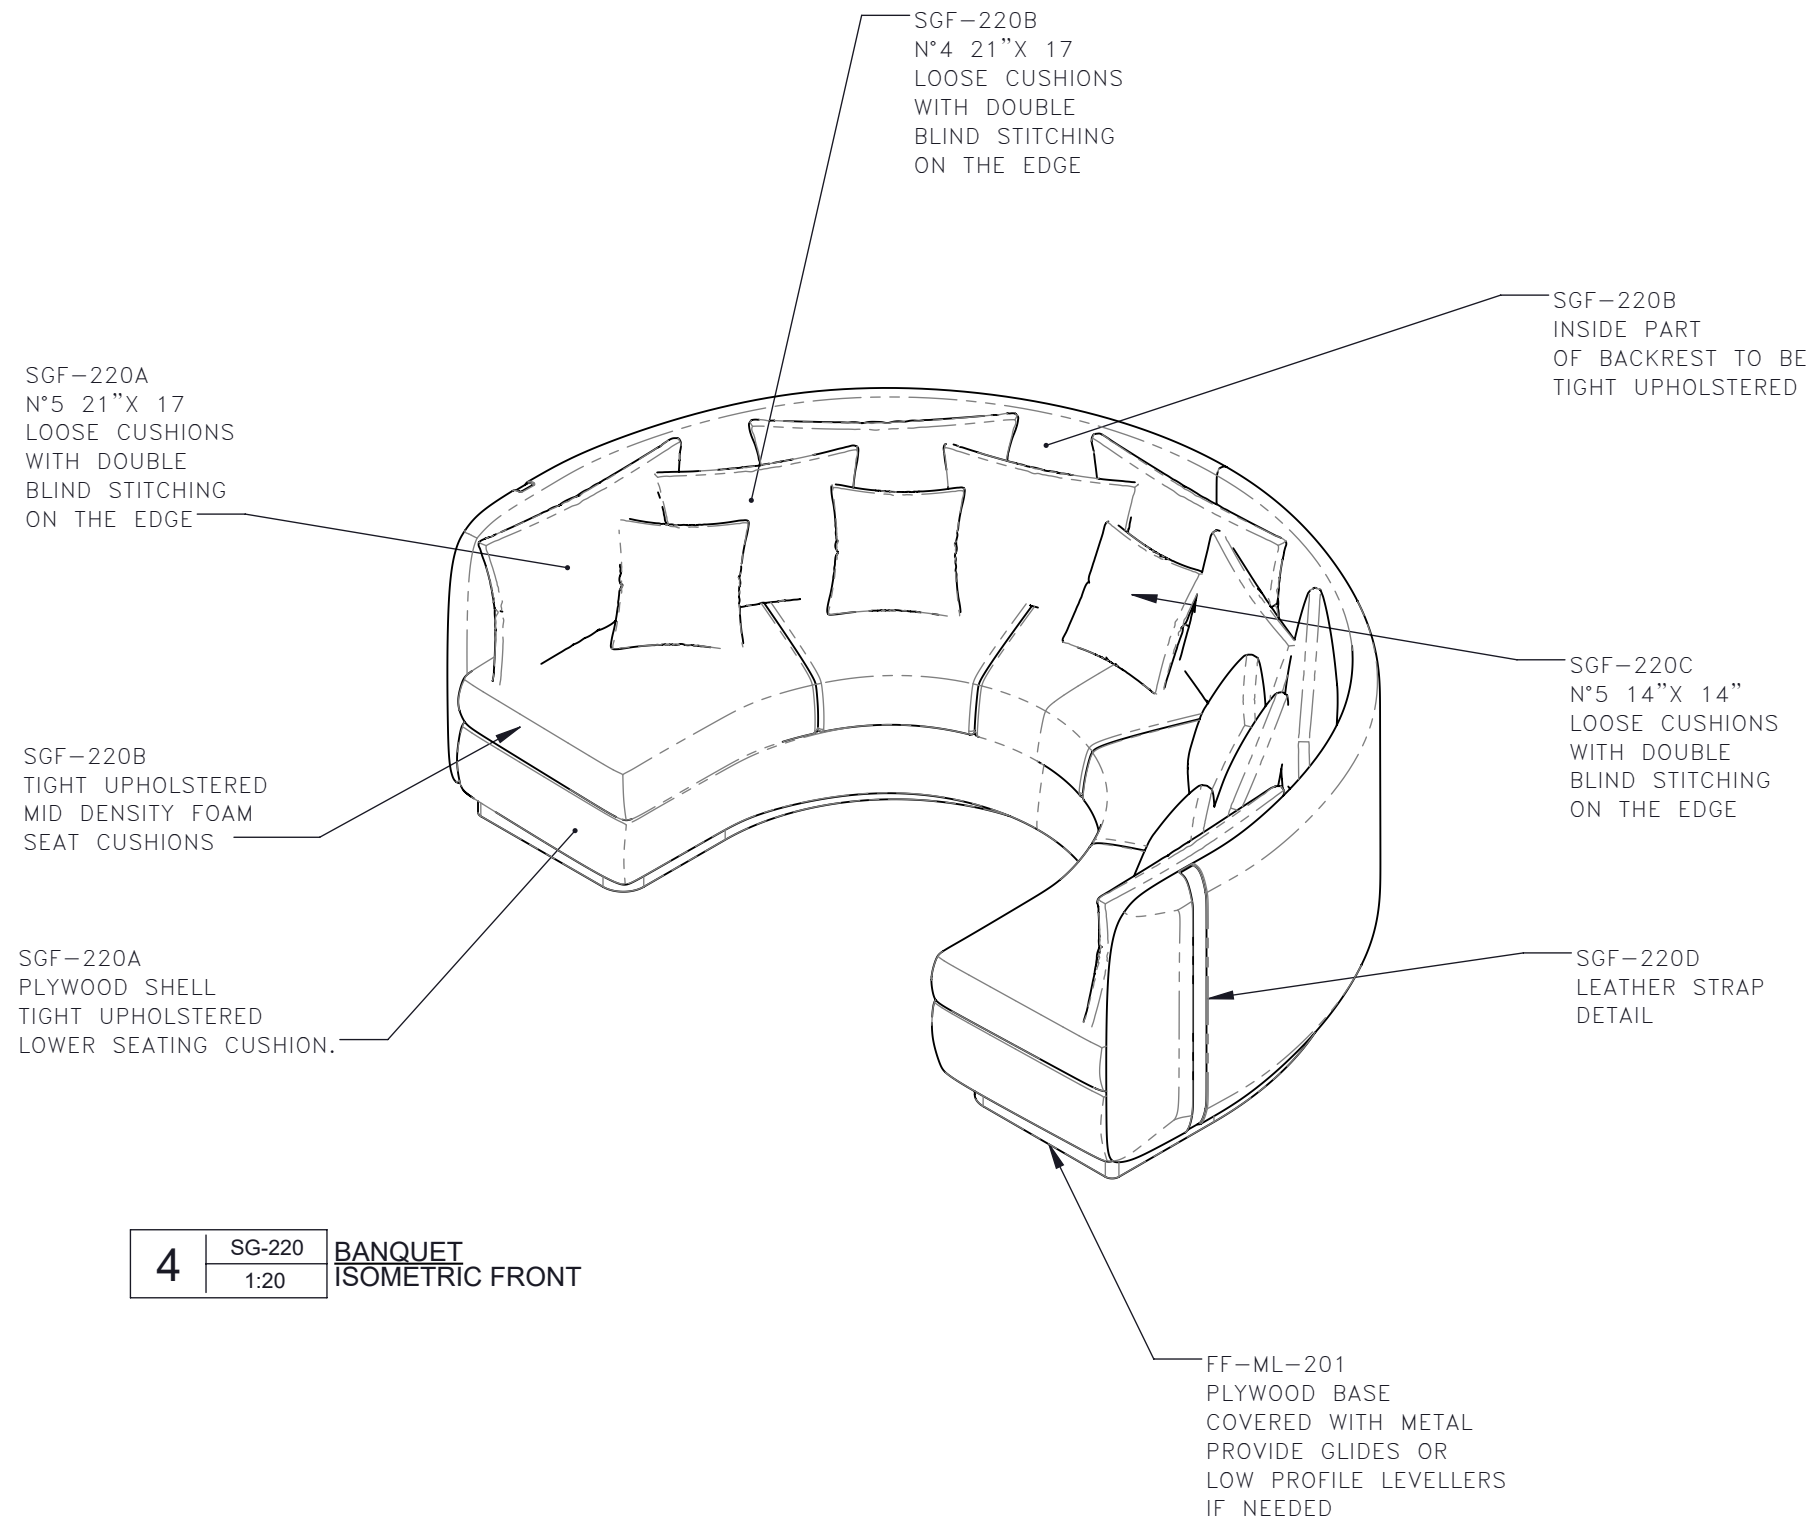 SGF-220B
N°4 21”X 17
LOOSE CUSHIONS
WITH DOUBLE
BLIND STITCHING
ON THE EDGE
SGF-220B
INSIDE PART
OF BACKREST TO BE
TIGHT UPHOLSTERED
SGF-220A
N°5 21”X 17
LOOSE CUSHIONS
WITH DOUBLE
BLIND STITCHING
ON THE EDGE
SGF-220C
N°5 14”X 14”
LOOSE CUSHIONS
WITH DOUBLE
BLIND STITCHING
ON THE EDGE
SGF-220B
TIGHT UPHOLSTERED
MID DENSITY FOAM
SEAT CUSHIONS
SGF-220A
PLYWOOD SHELL
TIGHT UPHOLSTERED
LOWER SEATING CUSHION.
SGF-220D
LEATHER STRAP
DETAIL
4
SG-220
1:20
BANQUET
ISOMETRIC FRONT
FF-ML-201
PLYWOOD BASE
COVERED WITH METAL
PROVIDE GLIDES OR
LOW PROFILE LEVELLERS
IF NEEDED